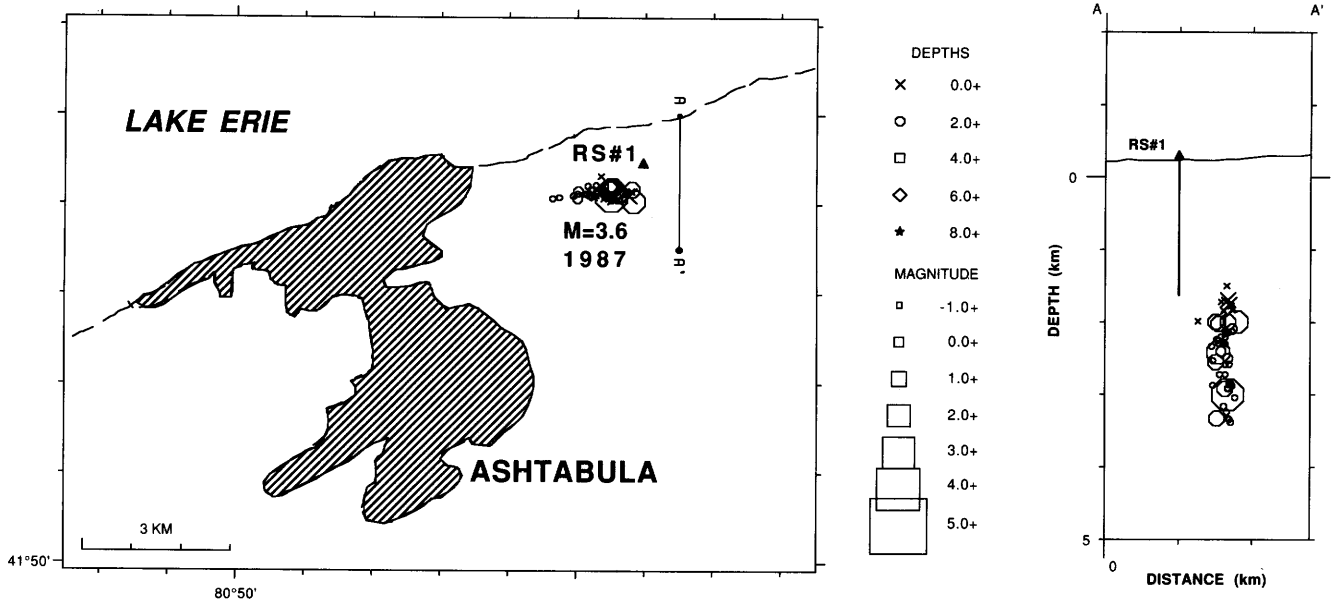 LAKE ERIE
A
RS#1
M=3.6
1987
A'
ASHTABULA
3 KM
41°50'
80°50'
DEPTHS
0.0+
2.0+
4.0+
6.0+
8.0+
MAGNITUDE
-1.0+
0.0+
1.0+
2.0+
3.0+
4.0+
5.0+
A A'
RS#1
0
DEPTH (km)
5
0
DISTANCE (km)